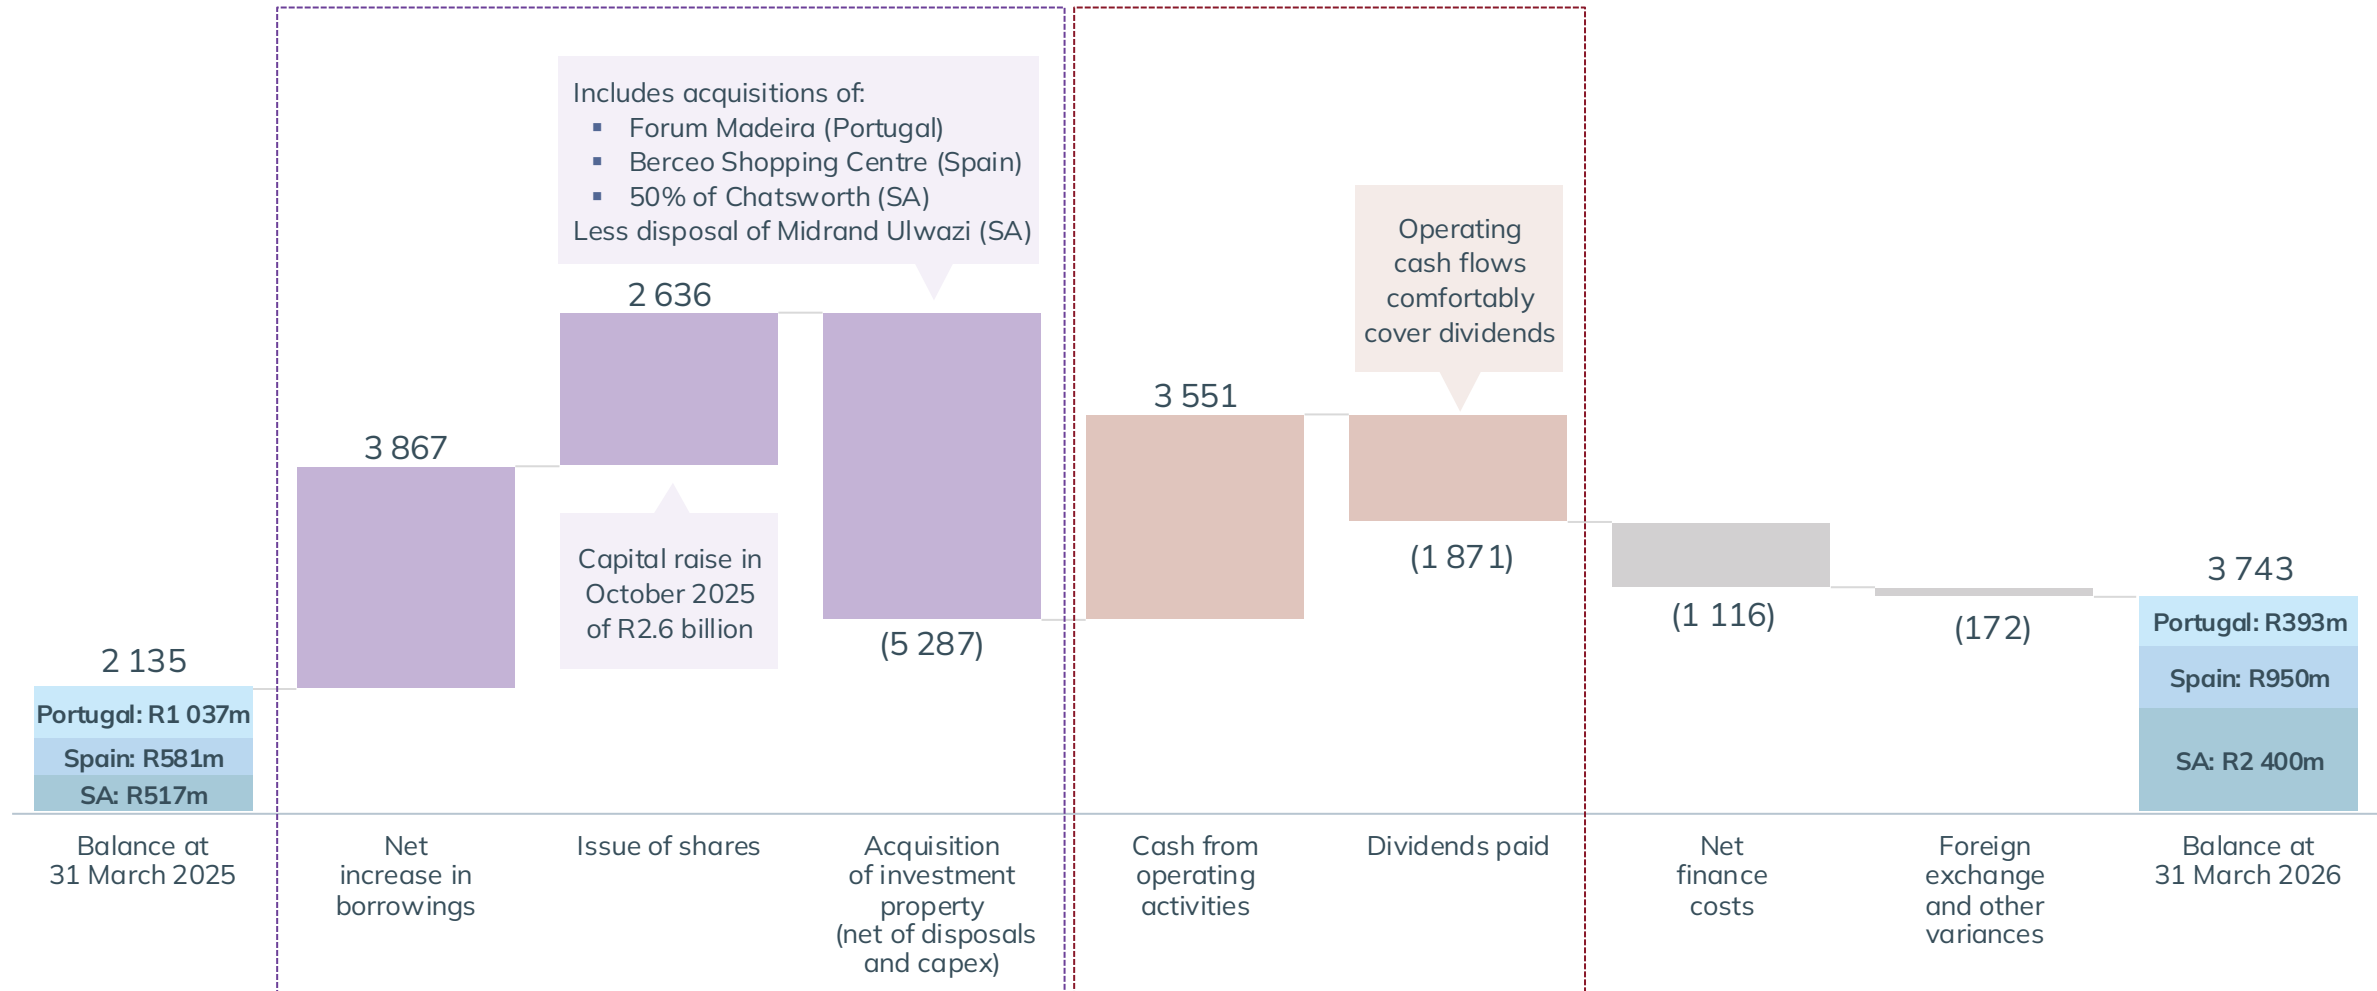 Includes acquisitions of:
▪ Forum Madeira (Portugal)
▪ Berceo Shopping Centre (Spain)
▪ 50% of Chatsworth (SA)
Less disposal of Midrand Ulwazi (SA)
Operating
cash flows
comfortably
cover dividends
2 636
3 551
3 867
Capital raise in
October 2025
of R2.6 billion
(5 287)
(1 871)
(1 116)
(172)
2 135
Portugal: R1 037m
Spain: R581m
SA: R517m
3 743
Portugal: R393m
Spain: R950m
SA: R2 400m
Balance at
31 March 2025
Net
increase in
borrowings
Issue of shares
Acquisition
of investment
property
(net of disposals
and capex)
Cash from
operating
activities
Dividends paid
Net
finance
costs
Foreign
exchange
and other
variances
Balance at
31 March 2026